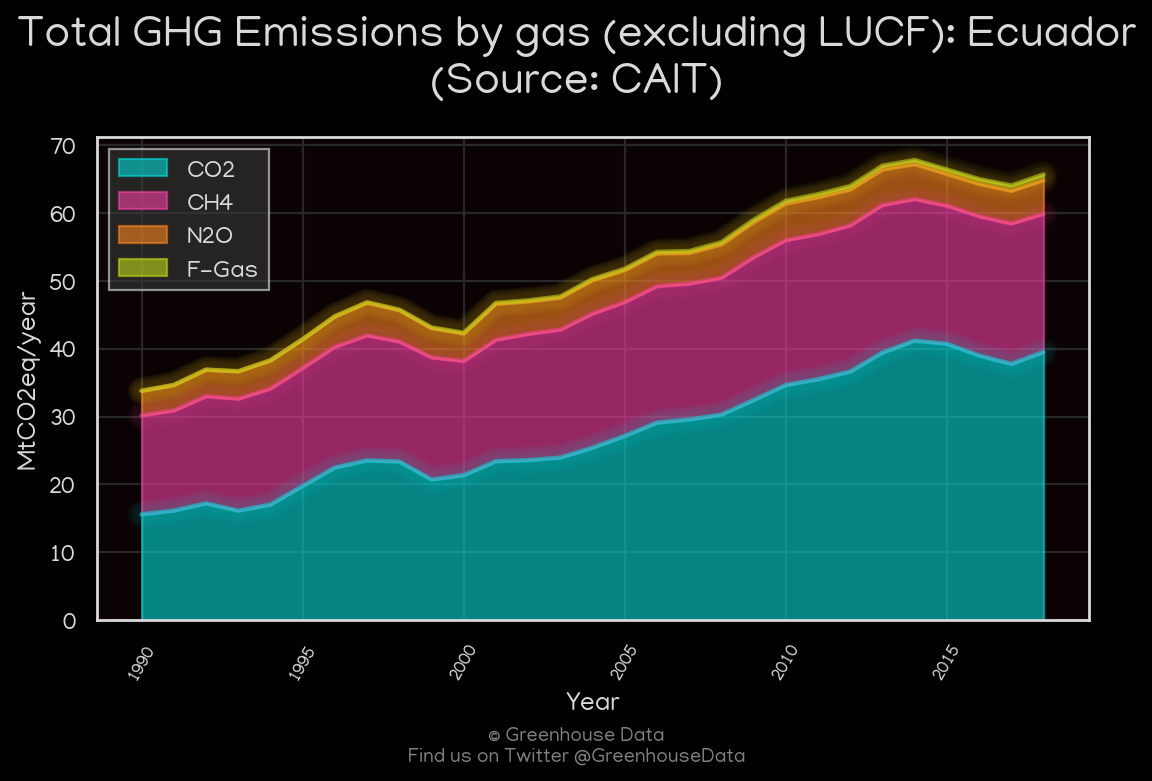 Total GHG Emissions by gas (excluding LUCF): Ecuador
(Source: CAIT)
70
60
50
40
30
20
10
0
MtCO2eq/year
CO2
CH4
N2O
F-Gas
1990
1995
2000
2005
2010
2015
Year
© Greenhouse Data
Find us on Twitter @GreenhouseData